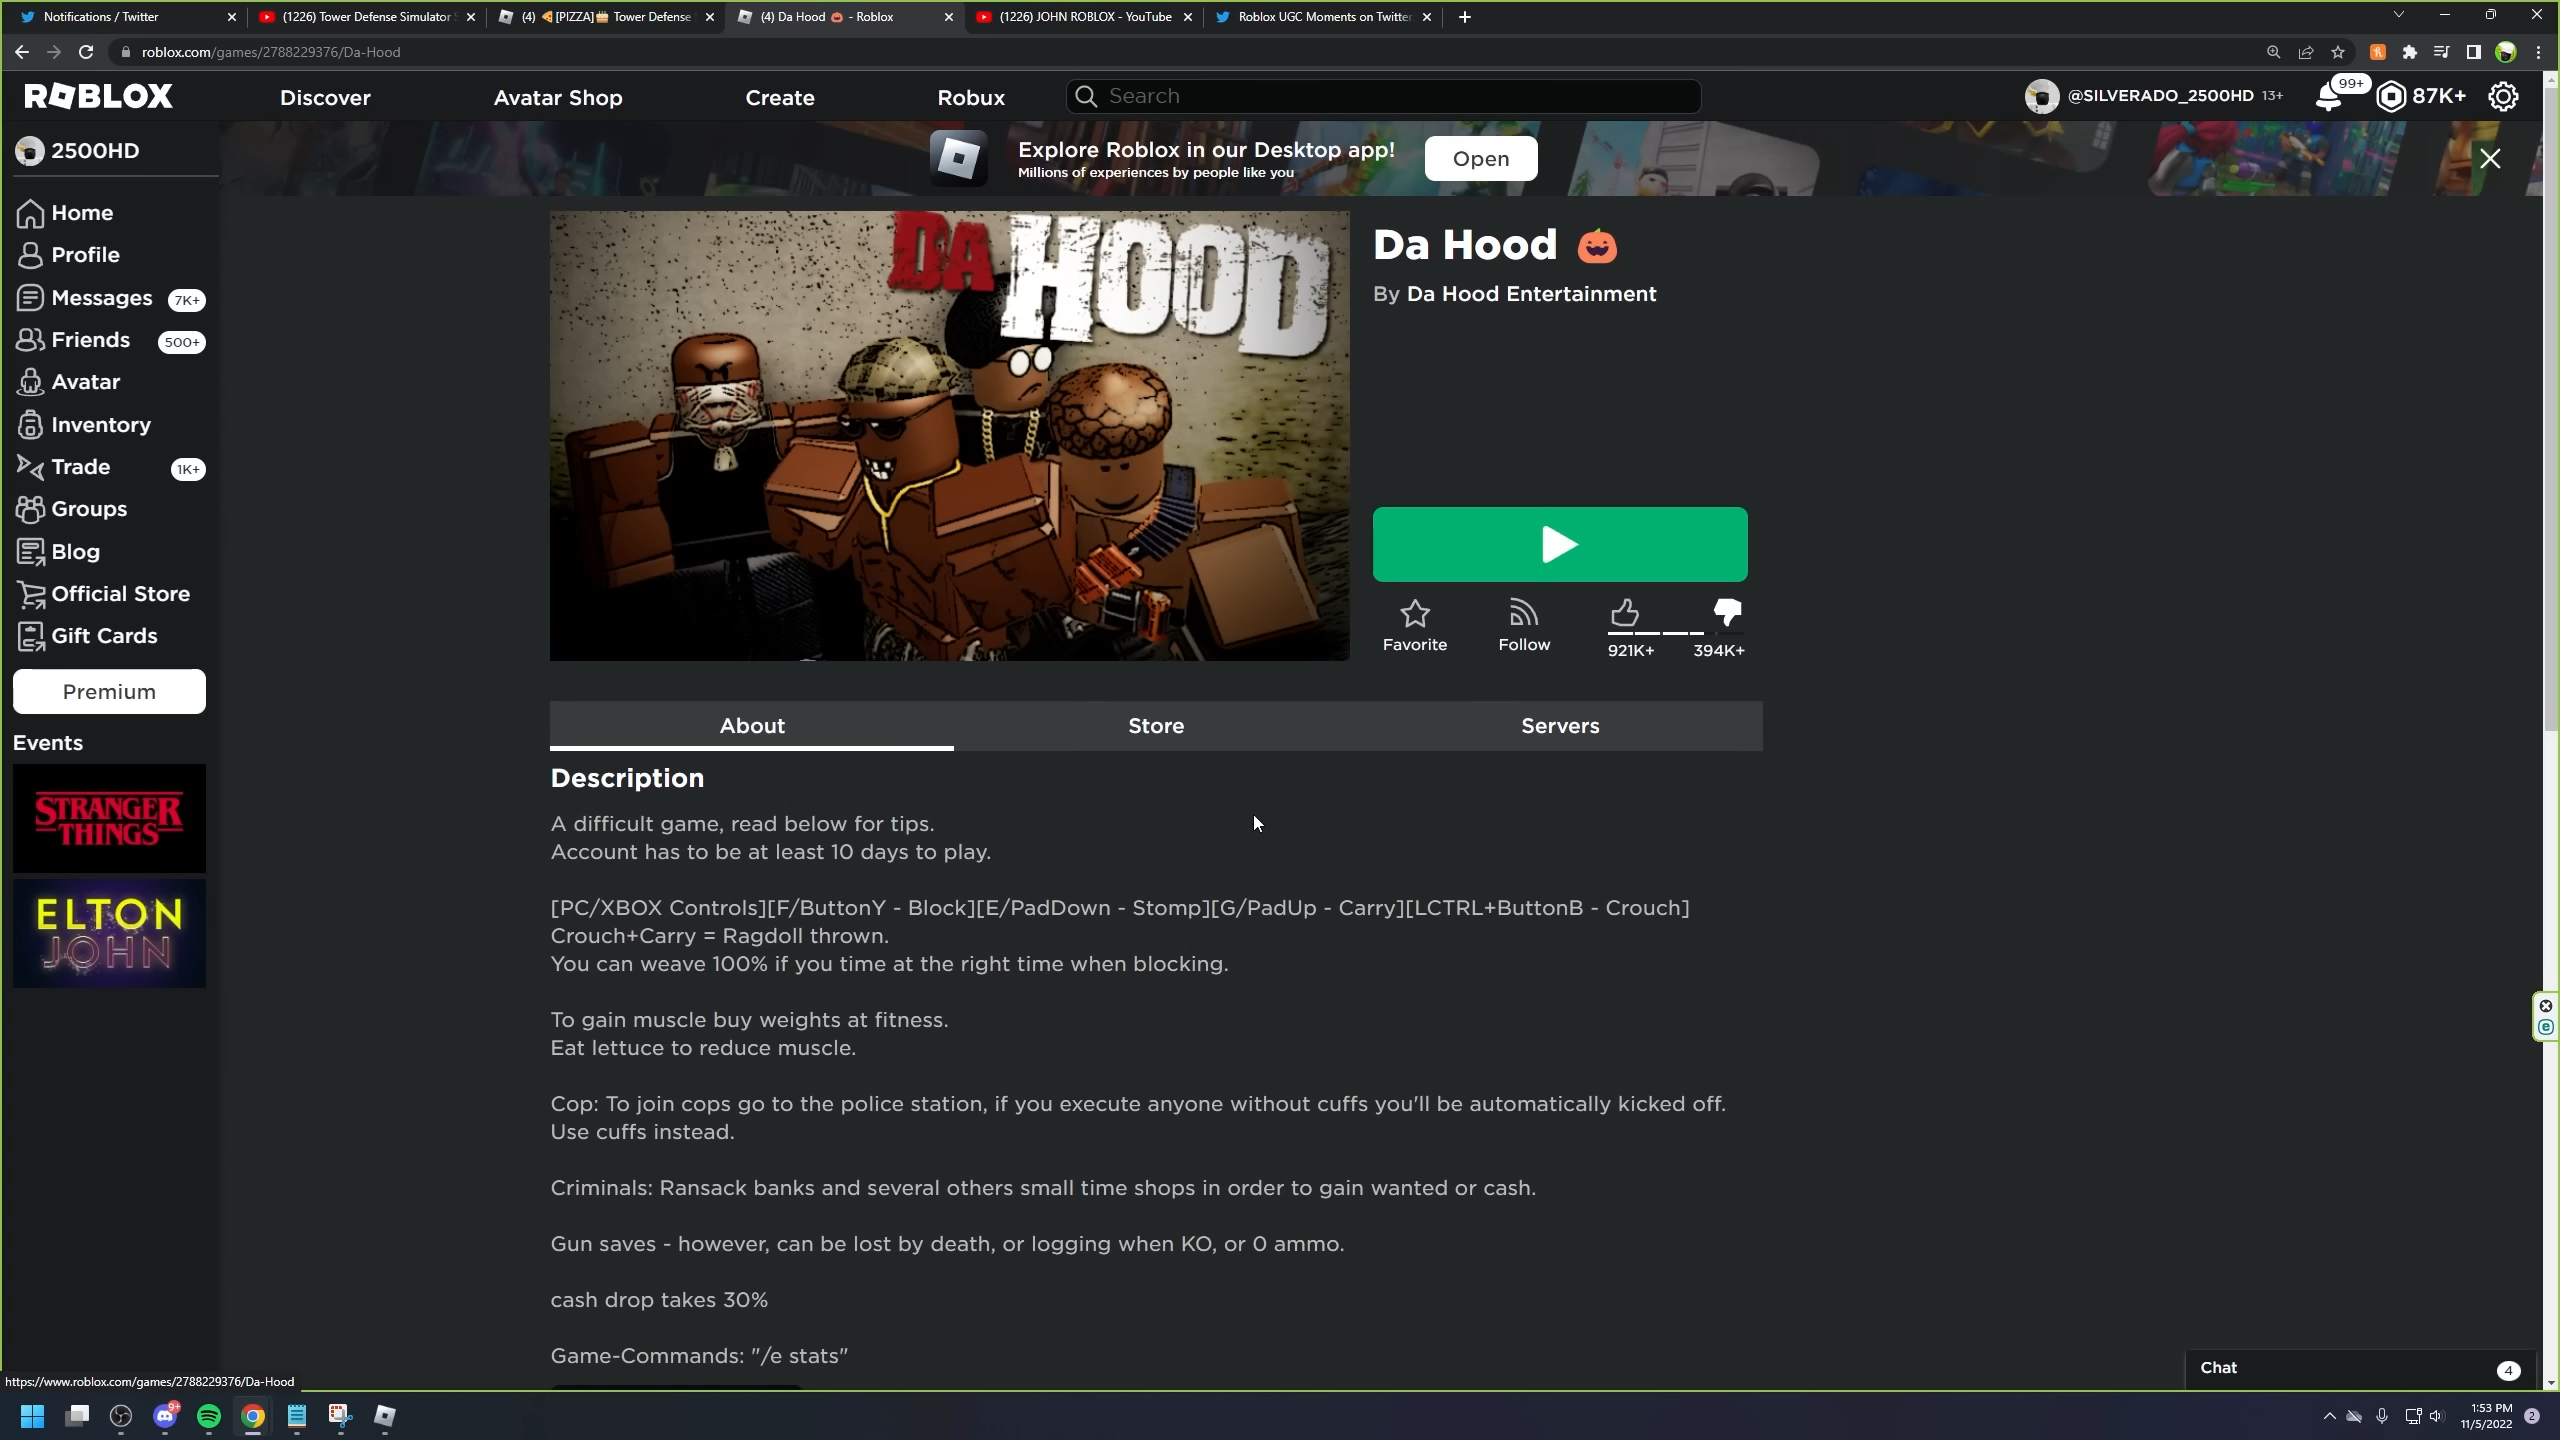 Notifications / Twitter
(1226) Tower Defense Simulator
(4) 🍕[PIZZA]🎂 Tower Defense
(4) Da Hood 🎃 - Roblox
(1226) JOHN ROBLOX - YouTube
Roblox UGC Moments on Twitter
roblox.com/games/2788229376/Da-Hood
ROBLOX
Discover
Avatar Shop
Create
Robux
Search
@SILVERADO_2500HD 13+
99+
87K+
2500HD
Explore Roblox in our Desktop app!
Millions of experiences by people like you
Open
Home
Profile
Messages 7K+
Friends 500+
Avatar
Inventory
Trade 1K+
Groups
Blog
Official Store
Gift Cards
Premium
Events
STRANGER
THINGS
ELTON
JOHN
DA HOOD
Da Hood 🎃
By Da Hood Entertainment
Favorite
Follow
921K+
394K+
About
Store
Servers
Description
A difficult game, read below for tips.
Account has to be at least 10 days to play.
[PC/XBOX Controls][F/ButtonY - Block][E/PadDown - Stomp][G/PadUp - Carry][LCTRL+ButtonB - Crouch]
Crouch+Carry = Ragdoll thrown.
You can weave 100% if you time at the right time when blocking.
To gain muscle buy weights at fitness.
Eat lettuce to reduce muscle.
Cop: To join cops go to the police station, if you execute anyone without cuffs you'll be automatically kicked off.
Use cuffs instead.
Criminals: Ransack banks and several others small time shops in order to gain wanted or cash.
Gun saves - however, can be lost by death, or logging when KO, or 0 ammo.
cash drop takes 30%
Game-Commands: "/e stats"
Chat
4
https://www.roblox.com/games/2788229376/Da-Hood
9+
1:53 PM
11/5/2022
2